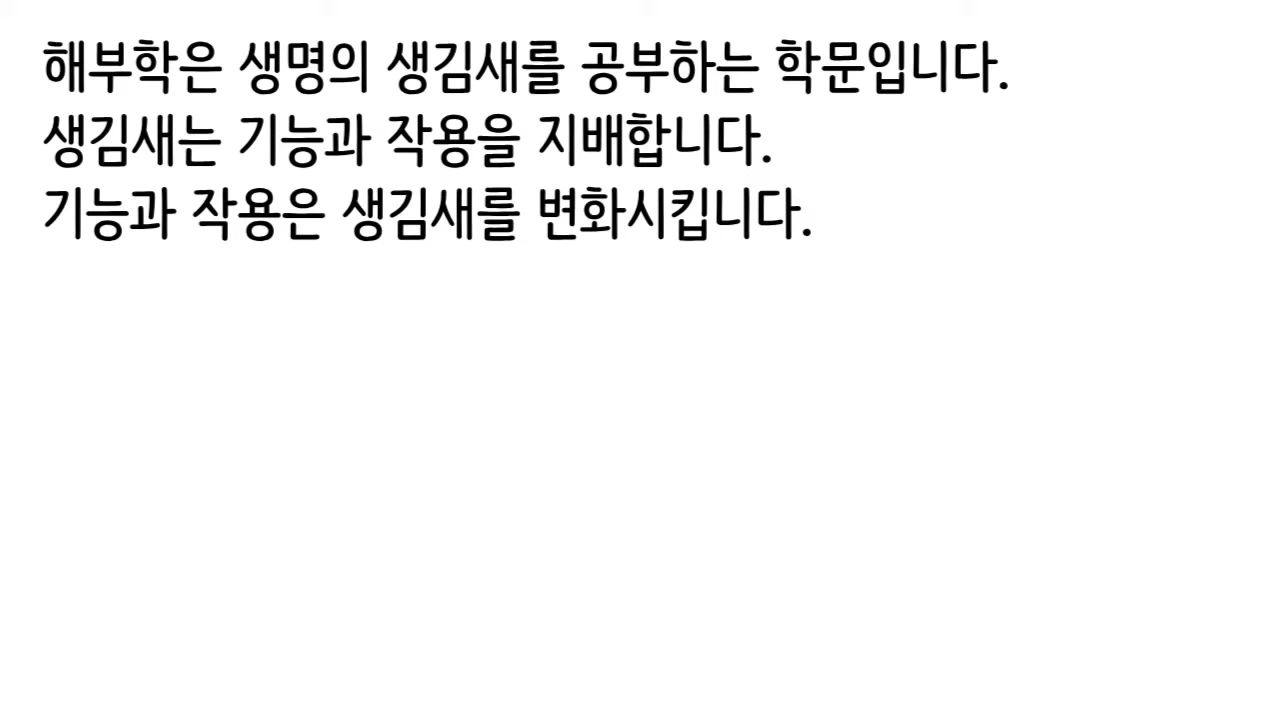 해부학은 생명의 생김새를 공부하는 학문입니다.
생김새는 기능과 작용을 지배합니다.
기능과 작용은 생김새를 변화시킵니다.